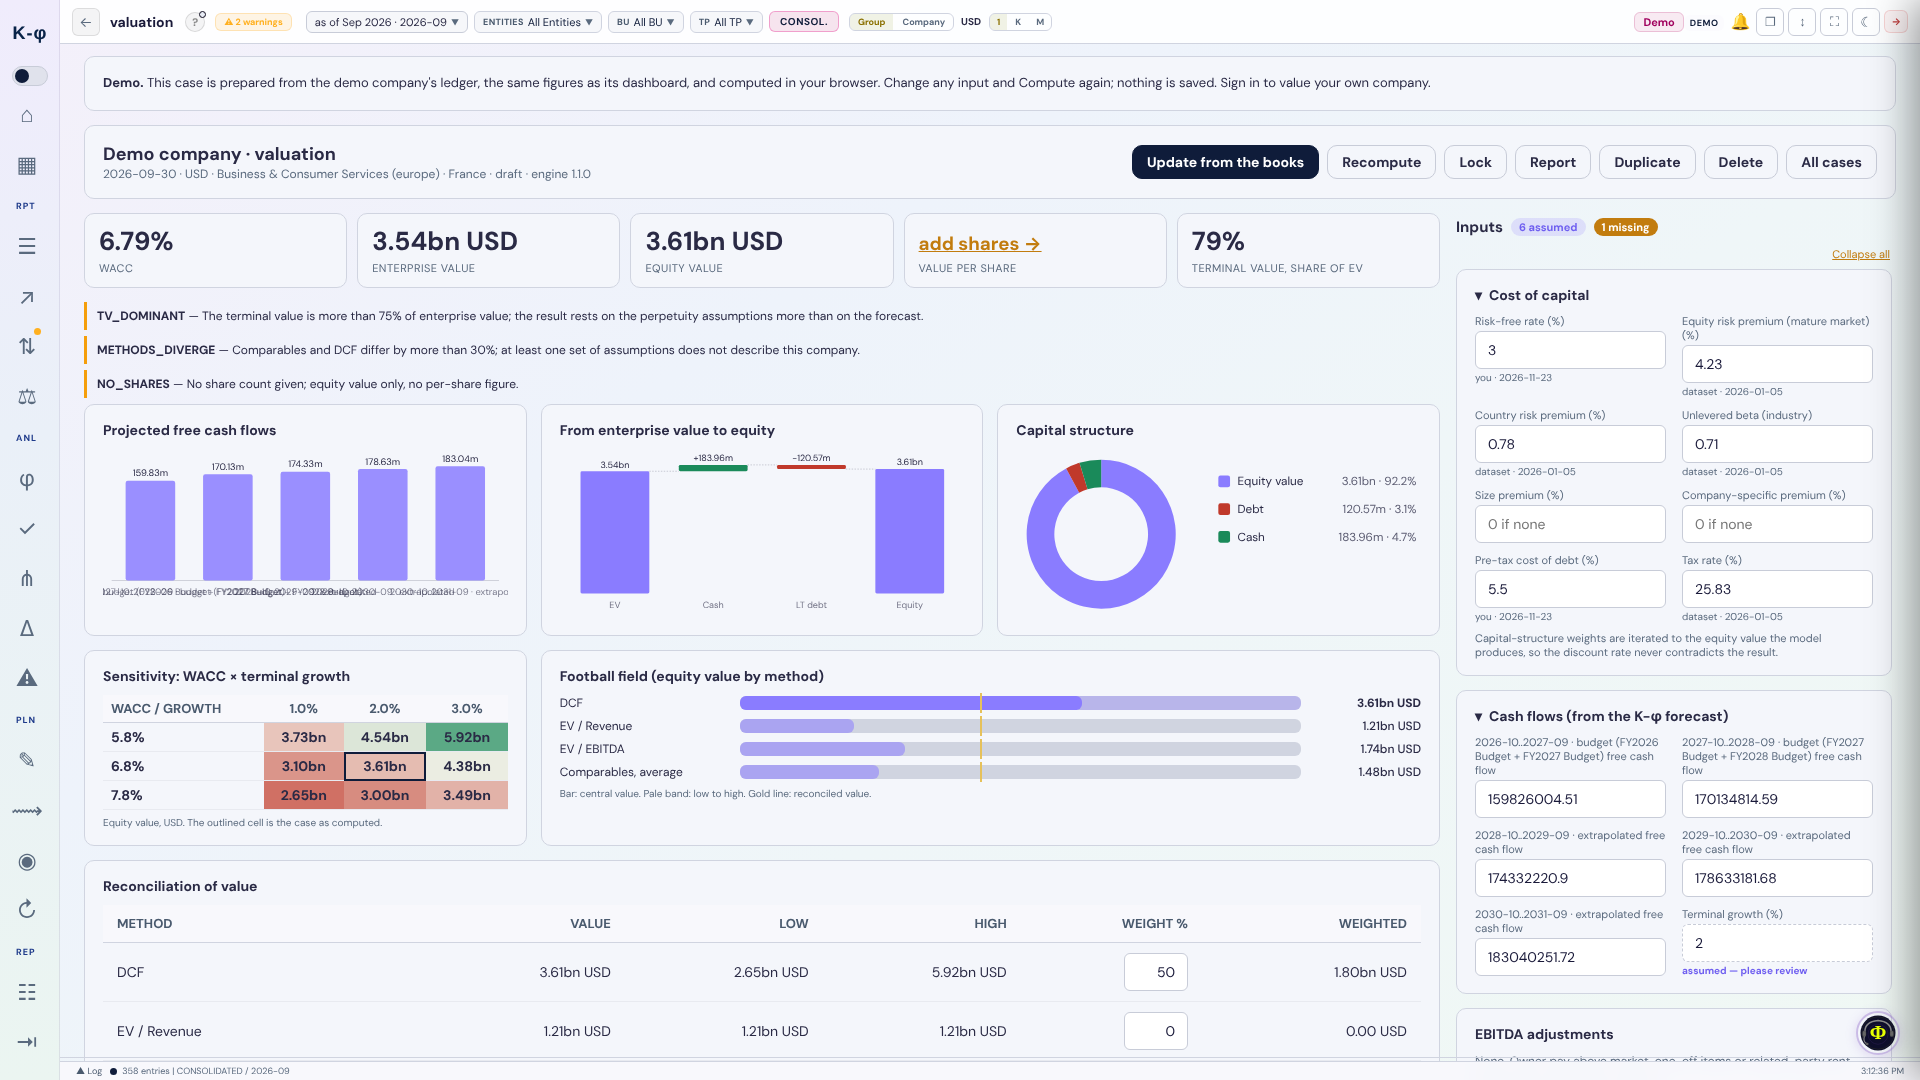 K-φ
valuation
?
⚠ 2 warnings
as of Sep 2026 · 2026-09 ▼
ENTITIES All Entities ▼
BU All BU ▼
TP All TP ▼
CONSOL.
Group Company
USD
1 K M
Demo
DEMO
Demo. This case is prepared from the demo company's ledger, the same figures as its dashboard, and computed in your browser. Change any input and Compute again; nothing is saved. Sign in to value your own company.
RPT
ANL
PLN
REP
Demo company · valuation
2026-09-30 · USD · Business & Consumer Services (europe) · France · draft · engine 1.1.0
Update from the books
Recompute
Lock
Report
Duplicate
Delete
All cases
6.79%
WACC
3.54bn USD
ENTERPRISE VALUE
3.61bn USD
EQUITY VALUE
add shares →
VALUE PER SHARE
79%
TERMINAL VALUE, SHARE OF EV
TV_DOMINANT — The terminal value is more than 75% of enterprise value; the result rests on the perpetuity assumptions more than on the forecast.
METHODS_DIVERGE — Comparables and DCF differ by more than 30%; at least one set of assumptions does not describe this company.
NO_SHARES — No share count given; equity value only, no per-share figure.
Projected free cash flows
159.83m
170.13m
174.33m
178.63m
183.04m
From enterprise value to equity
3.54bn
+183.96m
−120.57m
3.61bn
EV
Cash
LT debt
Equity
Capital structure
Equity value 3.61bn · 92.2%
Debt 120.57m · 3.1%
Cash 183.96m · 4.7%
Sensitivity: WACC × terminal growth
WACC / GROWTH 1.0% 2.0% 3.0%
5.8% 3.73bn 4.54bn 5.92bn
6.8% 3.10bn 3.61bn 4.38bn
7.8% 2.65bn 3.00bn 3.49bn
Equity value, USD. The outlined cell is the case as computed.
Football field (equity value by method)
DCF 3.61bn USD
EV / Revenue 1.21bn USD
EV / EBITDA 1.74bn USD
Comparables, average 1.48bn USD
Bar: central value. Pale band: low to high. Gold line: reconciled value.
Reconciliation of value
METHOD VALUE LOW HIGH WEIGHT % WEIGHTED
DCF 3.61bn USD 2.65bn USD 5.92bn USD 50 1.80bn USD
EV / Revenue 1.21bn USD 1.21bn USD 1.21bn USD 0 0.00 USD
Inputs
6 assumed
1 missing
Collapse all
▼ Cost of capital
Risk-free rate (%)
3
you · 2026-11-23
Equity risk premium (mature market) (%)
4.23
dataset · 2026-01-05
Country risk premium (%)
0.78
dataset · 2026-01-05
Unlevered beta (industry)
0.71
dataset · 2026-01-05
Size premium (%)
0 if none
Company-specific premium (%)
0 if none
Pre-tax cost of debt (%)
5.5
you · 2026-11-23
Tax rate (%)
25.83
dataset · 2026-01-05
Capital-structure weights are iterated to the equity value the model
produces, so the discount rate never contradicts the result.
▼ Cash flows (from the K-φ forecast)
2026-10..2027-09 · budget (FY2026
Budget + FY2027 Budget) free cash
flow
159826004.51
2027-10..2028-09 · budget (FY2027
Budget + FY2028 Budget) free cash
flow
170134814.59
2028-10..2029-09 · extrapolated free
cash flow
174332220.9
2029-10..2030-09 · extrapolated
free cash flow
178633181.68
2030-10..2031-09 · extrapolated free
cash flow
183040251.72
Terminal growth (%)
2
assumed — please review
EBITDA adjustments
▲ Log
358 entries | CONSOLIDATED / 2026-09
3:12:36 PM